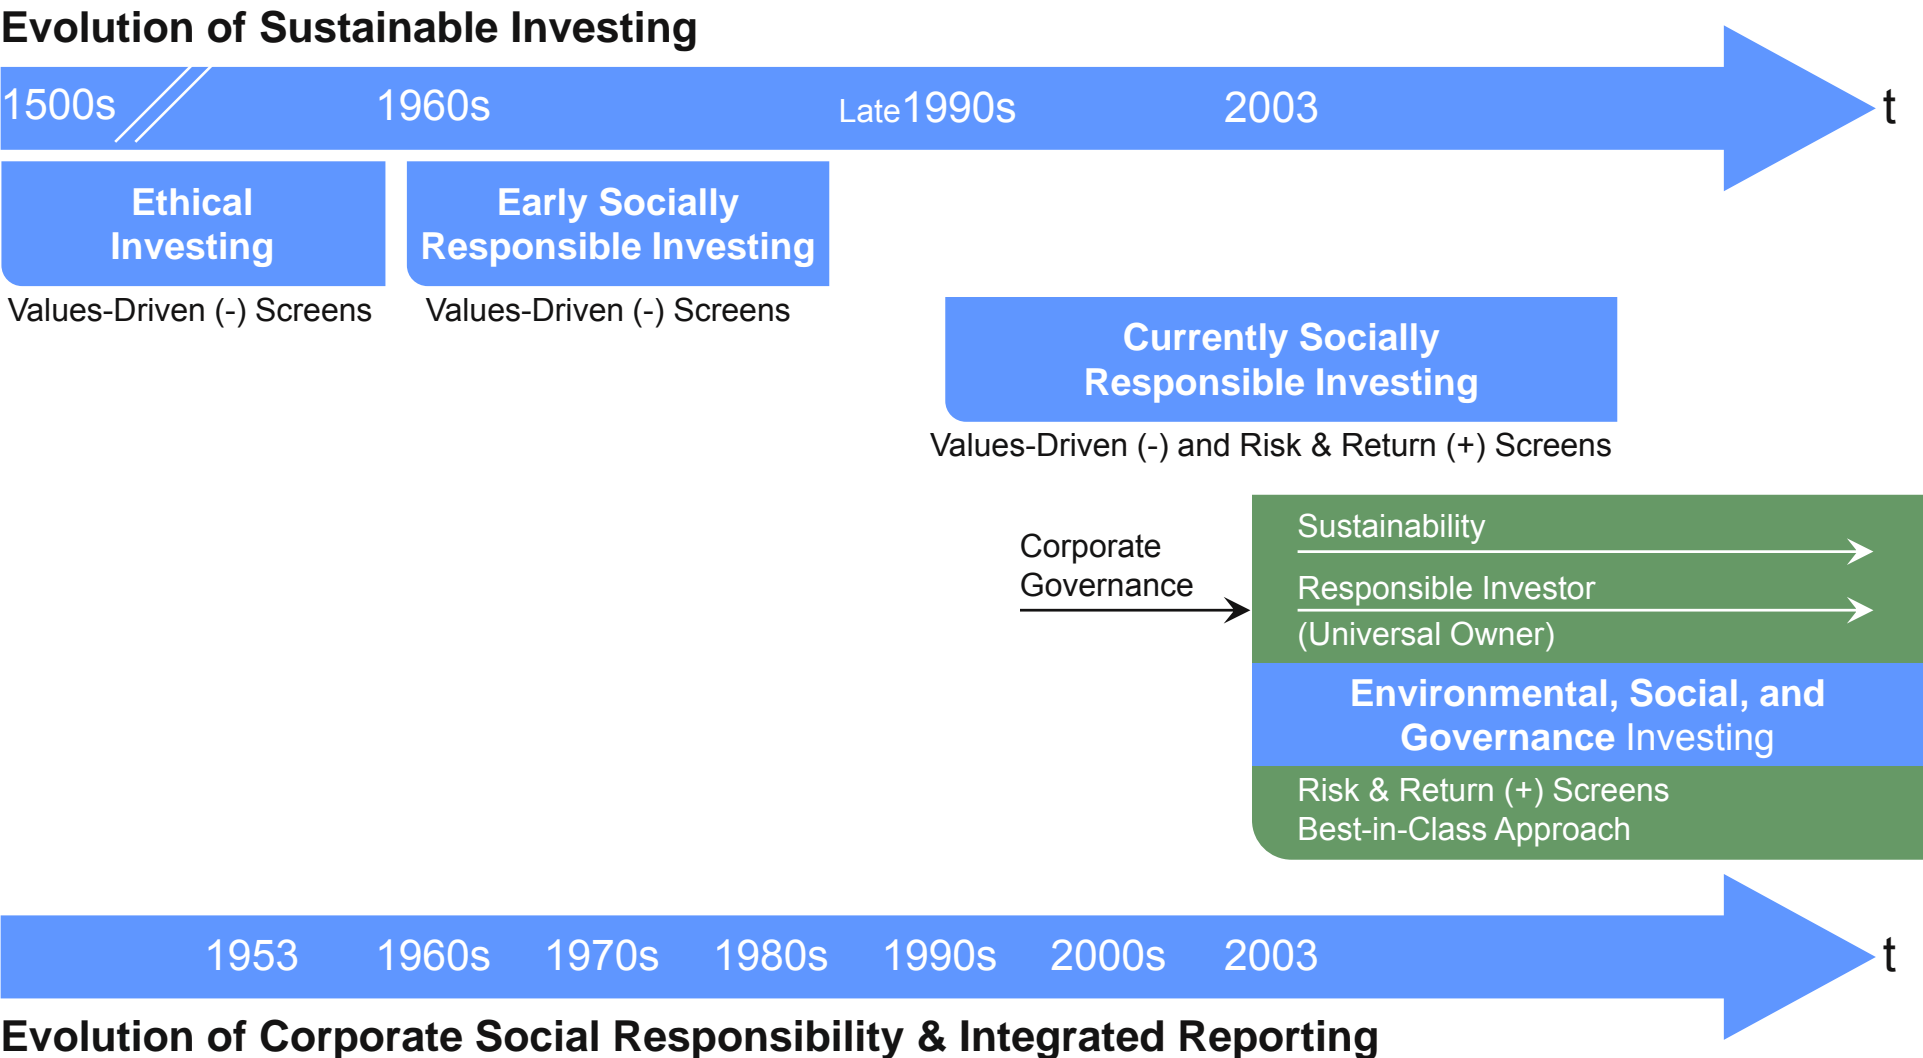 Evolution of Sustainable Investing
1500s 1960s Late 1990s 2003 t
Ethical
Investing
Values-Driven (-) Screens
Early Socially
Responsible Investing
Values-Driven (-) Screens
Currently Socially
Responsible Investing
Values-Driven (-) and Risk & Return (+) Screens
Corporate
Governance
Sustainability
Responsible Investor
(Universal Owner)
Environmental, Social, and
Governance Investing
Risk & Return (+) Screens
Best-in-Class Approach
1953 1960s 1970s 1980s 1990s 2000s 2003 t
Evolution of Corporate Social Responsibility & Integrated Reporting